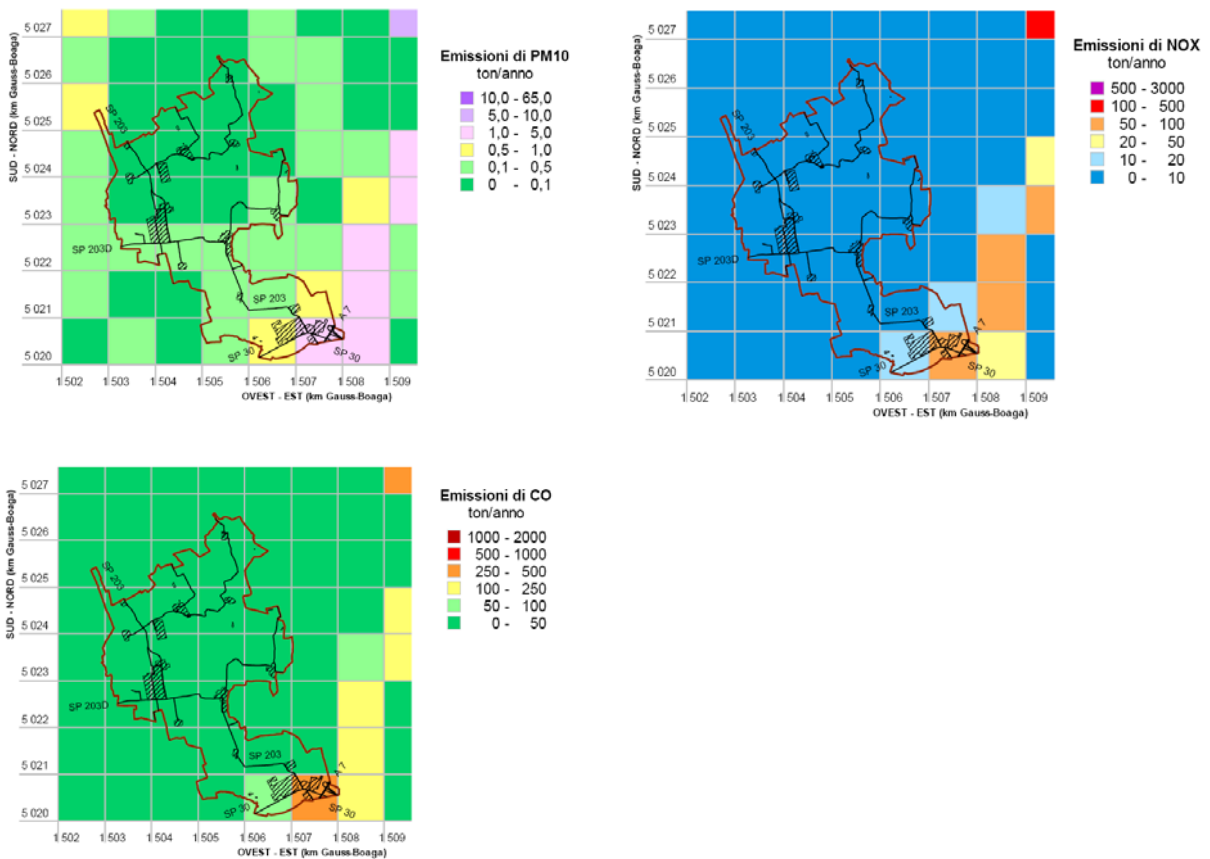 5 027
5 026
5 025
5 024
5 023
5 022
5 021
5 020
SUD - NORD (km Gauss-Boaga)
SP 203
SP 203D
SP 203
A 7
SP 30
SP 30
1 502
1 503
1 504
1 505
1 506
1 507
1 508
1 509
OVEST - EST (km Gauss-Boaga)
Emissioni di PM10
ton/anno
10,0 - 65,0
5,0 - 10,0
1,0 - 5,0
0,5 - 1,0
0,1 - 0,5
0 - 0,1
5 027
5 026
5 025
5 024
5 023
5 022
5 021
5 020
SUD - NORD (km Gauss-Boaga)
SP 203
SP 203D
SP 203
A 7
SP 30
SP 30
1 502
1 503
1 504
1 505
1 506
1 507
1 508
1 509
OVEST - EST (km Gauss-Boaga)
Emissioni di NOX
ton/anno
500 - 3000
100 - 500
50 - 100
20 - 50
10 - 20
0 - 10
5 027
5 026
5 025
5 024
5 023
5 022
5 021
5 020
SUD - NORD (km Gauss-Boaga)
SP 203
SP 203D
SP 203
A 7
SP 30
SP 30
1 502
1 503
1 504
1 505
1 506
1 507
1 508
1 509
OVEST - EST (km Gauss-Boaga)
Emissioni di CO
ton/anno
1000 - 2000
500 - 1000
250 - 500
100 - 250
50 - 100
0 - 50